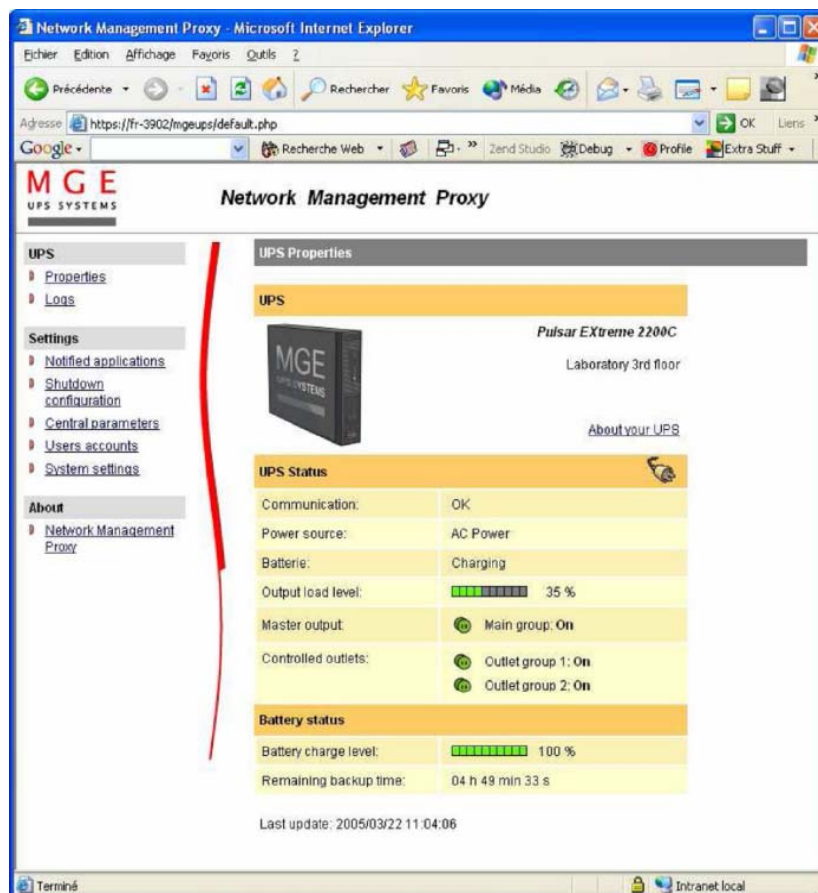 Network Management Proxy - Microsoft Internet Explorer
Fichier Edition Affichage Favoris Outils ?
Précédente Rechercher Favoris Média
Adresse https://fr-3902/mgeups/default.php OK Liens
Google Recherche Web Zend Studio Debug Profile Extra Stuff
MGE
UPS SYSTEMS
Network Management Proxy
UPS
Properties
Logs
Settings
Notified applications
Shutdown
configuration
Central parameters
Users accounts
System settings
About
Network Management
Proxy
UPS Properties
UPS
MGE
UPS SYSTEMS
Pulsar EXtreme 2200C
Laboratory 3rd floor
About your UPS
UPS Status
Communication: OK
Power source: AC Power
Batterie: Charging
Output load level: 35 %
Master output: Main group: On
Controlled outlets: Outlet group 1: On
Outlet group 2: On
Battery status
Battery charge level: 100 %
Remaining backup time: 04 h 49 min 33 s
Last update: 2005/03/22 11:04:06
Terminé Intranet local